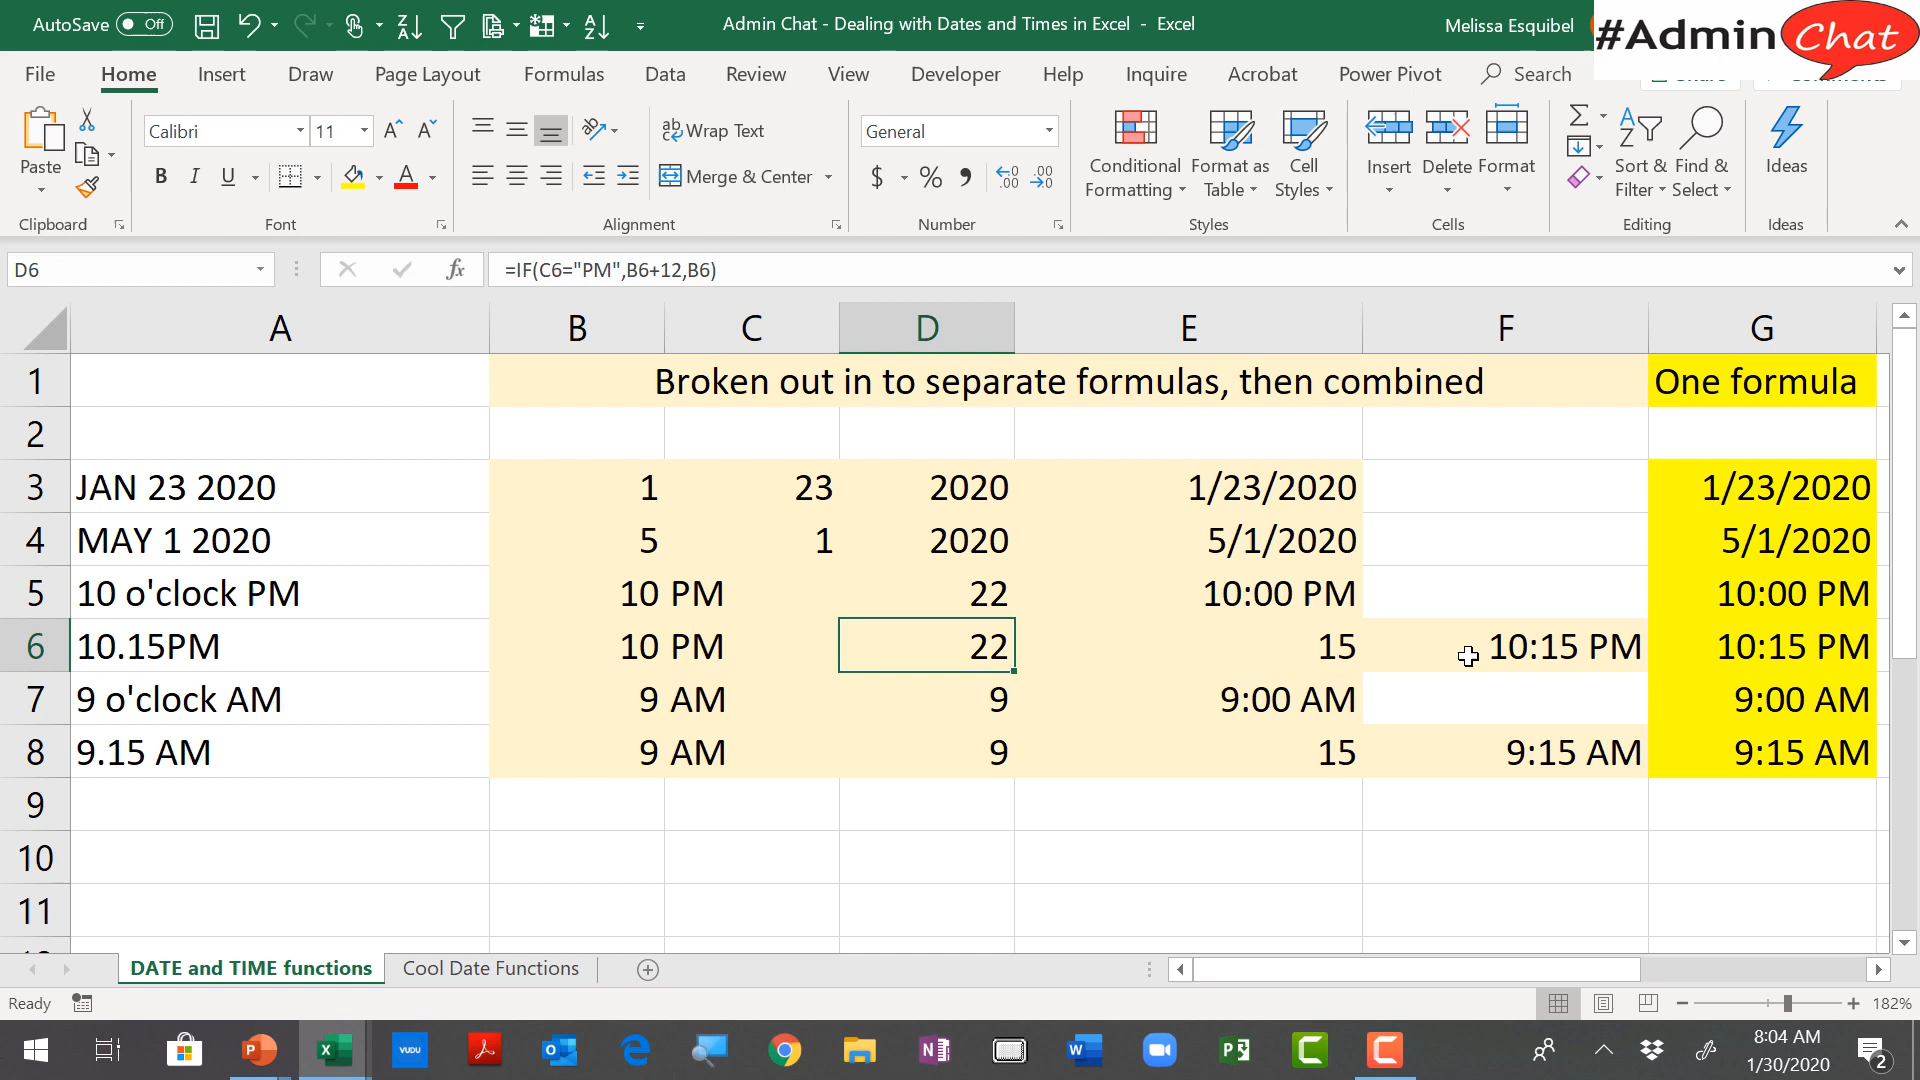 AutoSave Off
Admin Chat - Dealing with Dates and Times in Excel - Excel
Melissa Esquibel
#Admin Chat
File Home Insert Draw Page Layout Formulas Data Review View Developer Help Inquire Acrobat Power Pivot Search
Paste
Clipboard
Calibri 11
B I U
Font
Wrap Text
Merge & Center
Alignment
General
$ % ,
Number
Conditional Formatting
Format as Table
Cell Styles
Styles
Insert Delete Format
Cells
Sort & Filter
Find & Select
Editing
Ideas
Ideas
D6
fx
=IF(C6="PM",B6+12,B6)
A B C D E F G
1 Broken out in to separate formulas, then combined One formula
2
3 JAN 23 2020 1 23 2020 1/23/2020 1/23/2020
4 MAY 1 2020 5 1 2020 5/1/2020 5/1/2020
5 10 o'clock PM 10 PM 22 10:00 PM 10:00 PM
6 10.15PM 10 PM 22 15 10:15 PM 10:15 PM
7 9 o'clock AM 9 AM 9 9:00 AM 9:00 AM
8 9.15 AM 9 AM 9 15 9:15 AM 9:15 AM
9
10
11
DATE and TIME functions Cool Date Functions
Ready
182%
VUDU
8:04 AM
1/30/2020
2